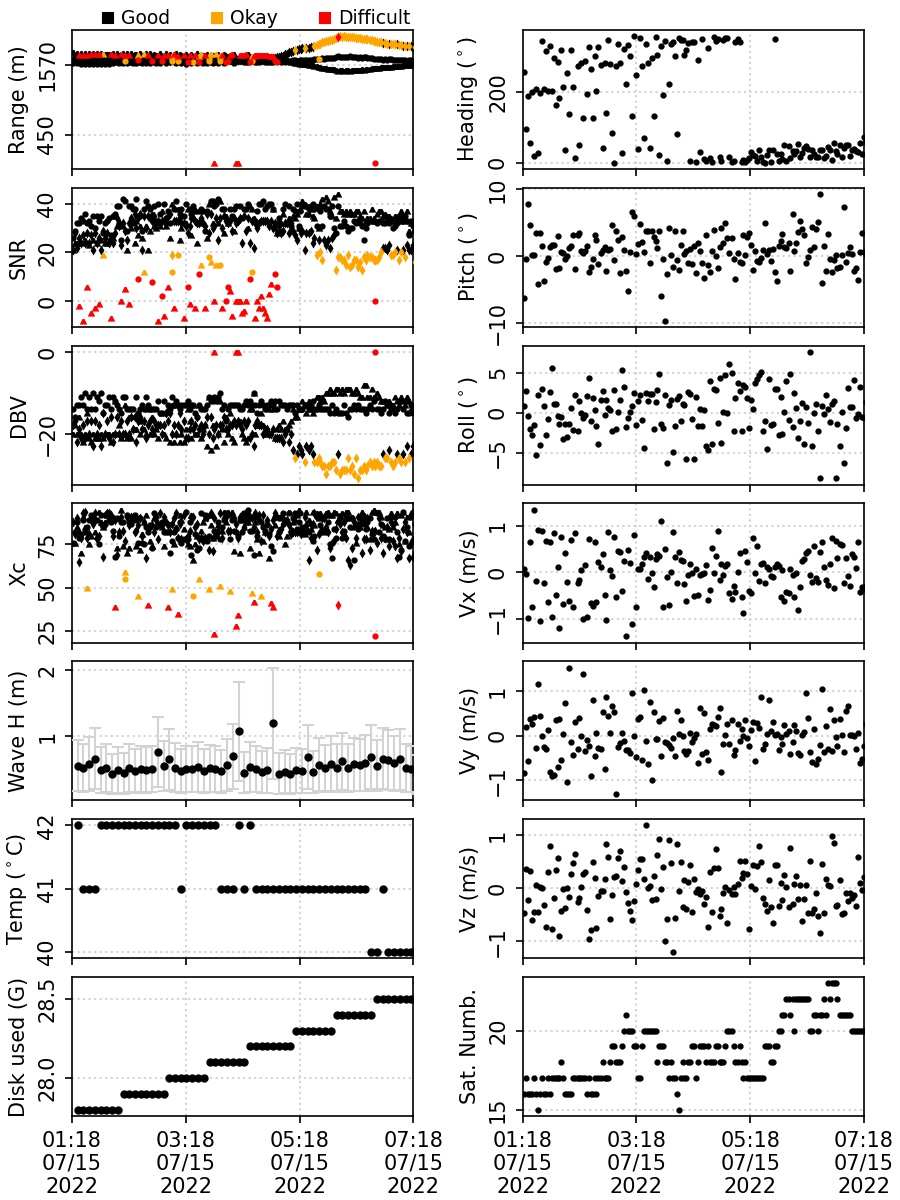 Good Okay Difficult
Range (m)
1570
450
Heading (°)
200
0
SNR
40
20
0
Pitch (°)
10
0
−10
DBV
0
−20
Roll (°)
5
0
−5
Xc
75
50
25
Vx (m/s)
1
0
−1
Wave H (m)
2
1
Vy (m/s)
1
0
−1
Temp (°C)
42
41
40
Vz (m/s)
1
0
−1
Disk used (G)
28.5
28.0
Sat. Numb.
20
15
01:18 03:18 05:18 07:18
07/15 07/15 07/15 07/15
2022 2022 2022 2022
01:18 03:18 05:18 07:18
07/15 07/15 07/15 07/15
2022 2022 2022 2022